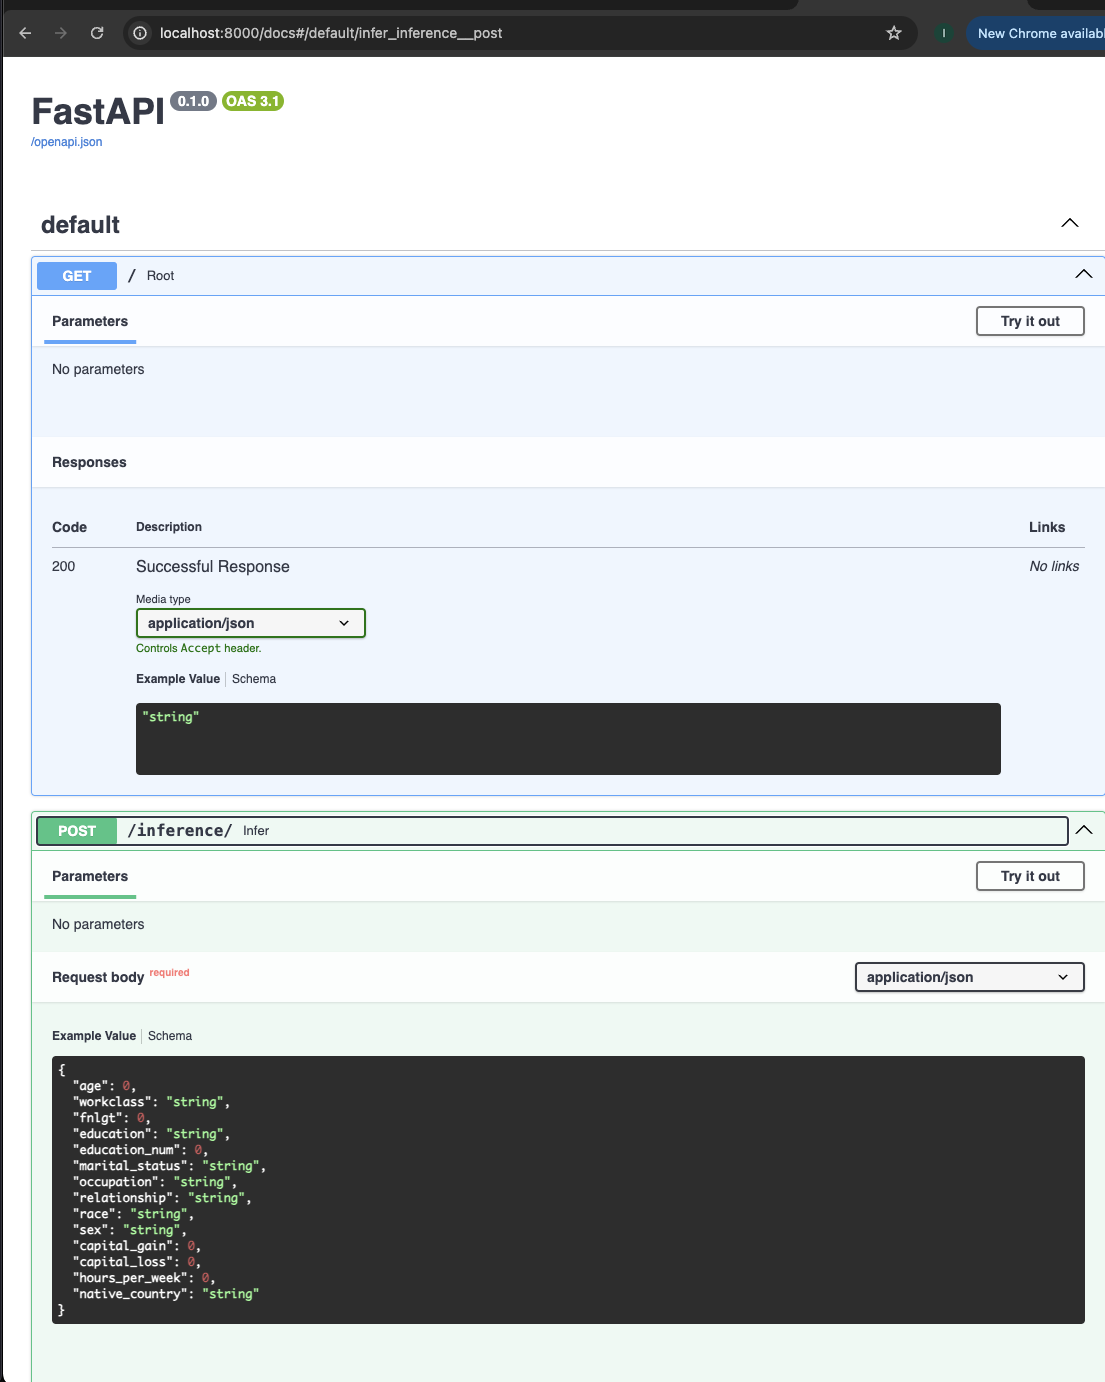 localhost:8000/docs#/default/infer_inference__post
I
New Chrome availabl
FastAPI 0.1.0 OAS 3.1
/openapi.json
default
GET / Root
Parameters
Try it out
No parameters
Responses
Code Description Links
200 Successful Response No links
Media type
application/json
Controls Accept header.
Example Value Schema
"string"
POST /inference/ Infer
Parameters
Try it out
No parameters
Request body required
application/json
Example Value Schema
{
"age": 0,
"workclass": "string",
"fnlgt": 0,
"education": "string",
"education_num": 0,
"marital_status": "string",
"occupation": "string",
"relationship": "string",
"race": "string",
"sex": "string",
"capital_gain": 0,
"capital_loss": 0,
"hours_per_week": 0,
"native_country": "string"
}